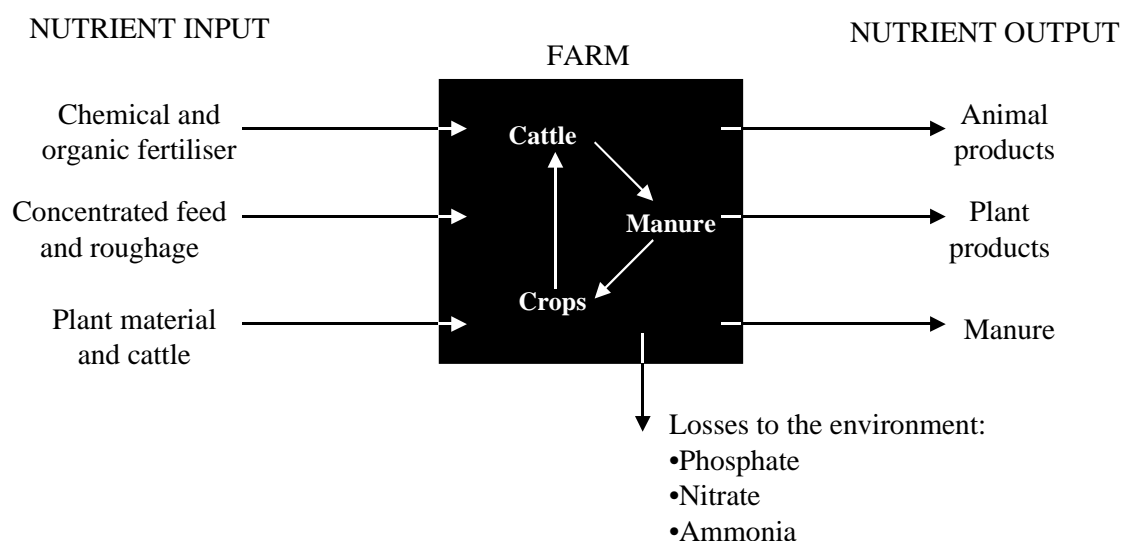 NUTRIENT INPUT
NUTRIENT OUTPUT
FARM
Chemical and
organic fertiliser
Concentrated feed
and roughage
Plant material
and cattle
Cattle
Manure
Crops
Animal
products
Plant
products
Manure
Losses to the environment:
•Phosphate
•Nitrate
•Ammonia